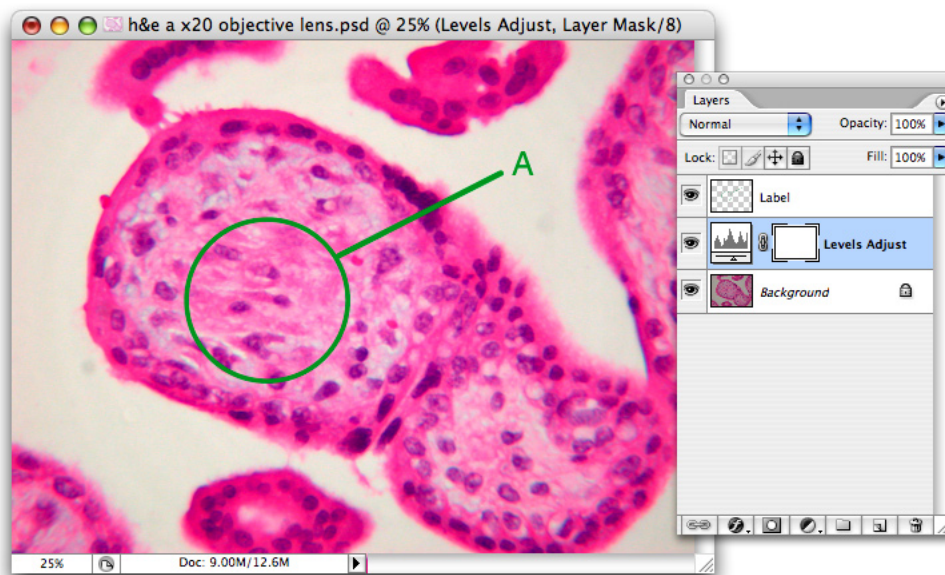 h&e a x20 objective lens.psd @ 25% (Levels Adjust, Layer Mask/8)
A
25%
Doc: 9.00M/12.6M
Layers
Normal
Opacity: 100%
Lock:
Fill: 100%
Label
Levels Adjust
Background